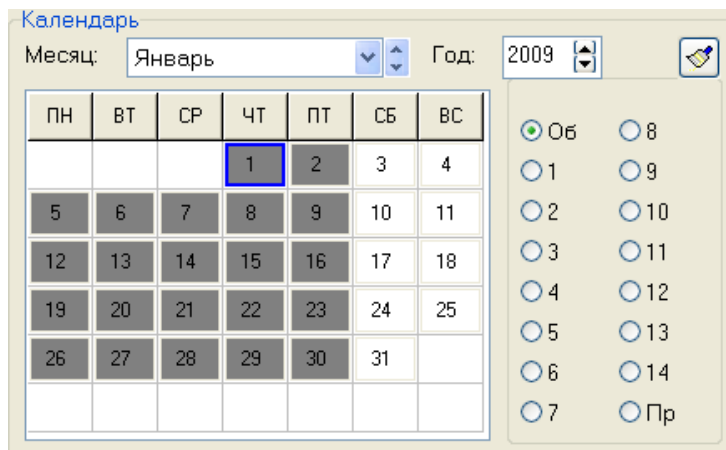 Календарь
Месяц: Январь Год: 2009
ПН ВТ СР ЧТ ПТ СБ ВС
1 2 3 4
5 6 7 8 9 10 11
12 13 14 15 16 17 18
19 20 21 22 23 24 25
26 27 28 29 30 31
Об 8
1 9
2 10
3 11
4 12
5 13
6 14
7 Пр